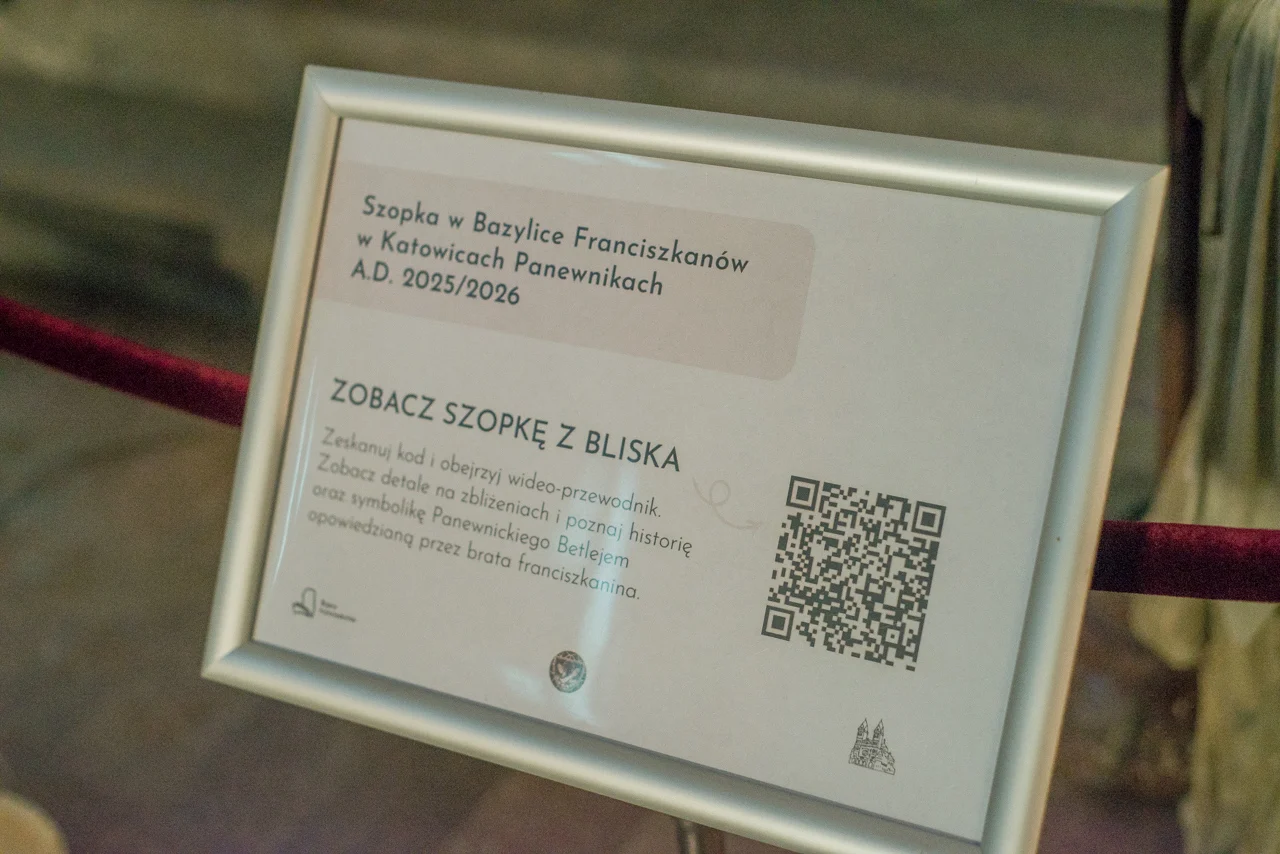 Szopka w Bazylice Franciszkanów
w Katowicach Panewnikach
A.D. 2025/2026
ZOBACZ SZOPKĘ Z BLISKA
Zeskanuj kod i obejrzyj wideo-przewodnik.
Zobacz detale na zbliżeniach i poznaj historię
oraz symbolikę Panewnickiego Betlejem
opowiedzianą przez brata franciszkanina.